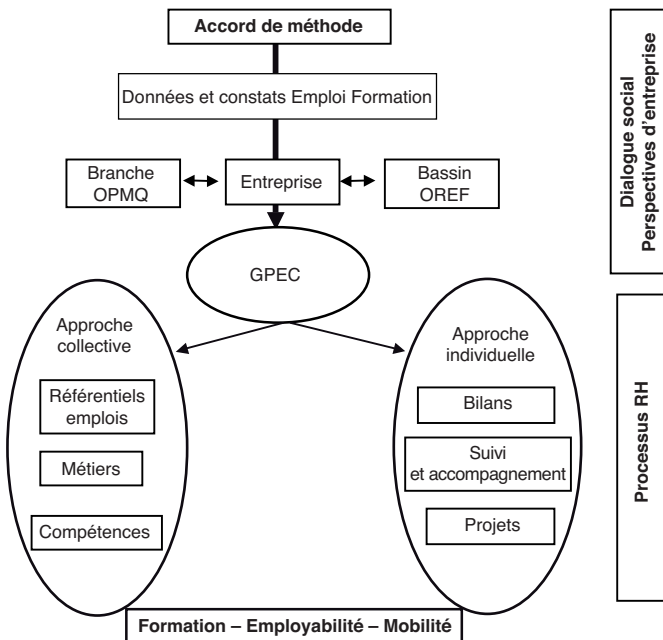 Accord de méthode
Données et constats Emploi Formation
Branche
OPMQ
Entreprise
Bassin
OREF
GPEC
Approche
collective
Référentiels
emplois
Métiers
Compétences
Approche
individuelle
Bilans
Suivi
et accompagnement
Projets
Formation – Employabilité – Mobilité
Dialogue social
Perspectives d'entreprise
Processus RH